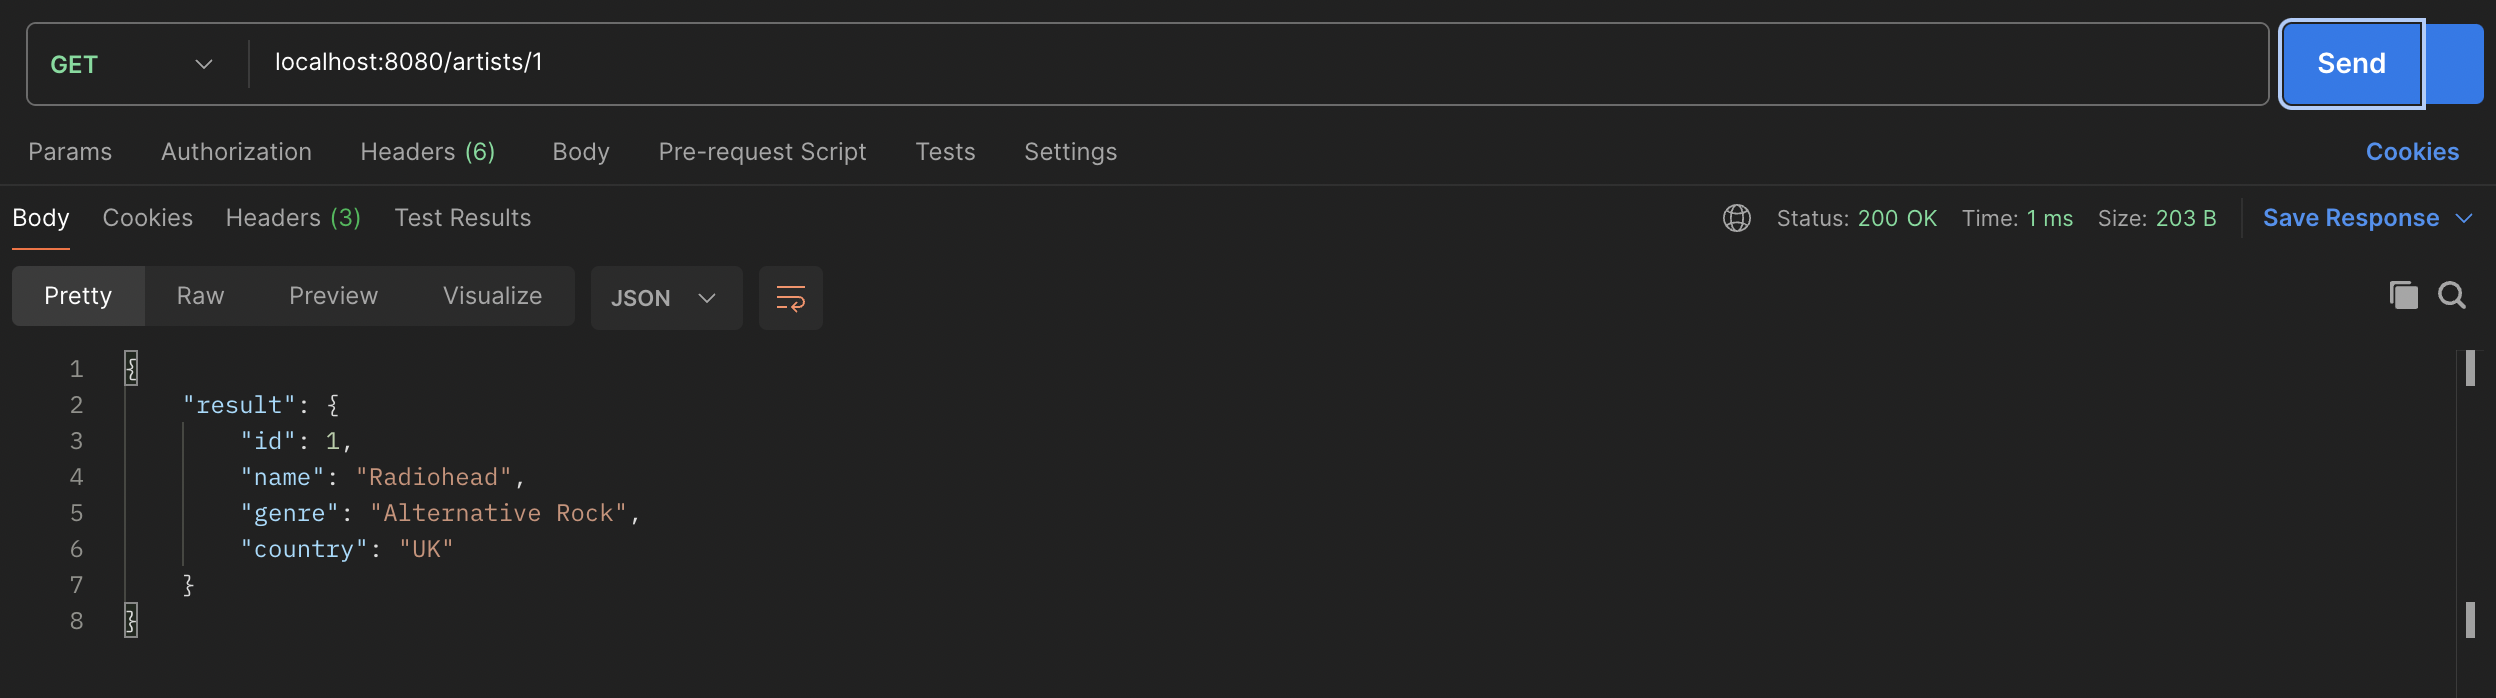 GET localhost:8080/artists/1 Send
Params Authorization Headers (6) Body Pre-request Script Tests Settings Cookies
Body Cookies Headers (3) Test Results Status: 200 OK Time: 1 ms Size: 203 B Save Response
Pretty Raw Preview Visualize JSON
1 {
2 "result": {
3 "id": 1,
4 "name": "Radiohead",
5 "genre": "Alternative Rock",
6 "country": "UK"
7 }
8 }